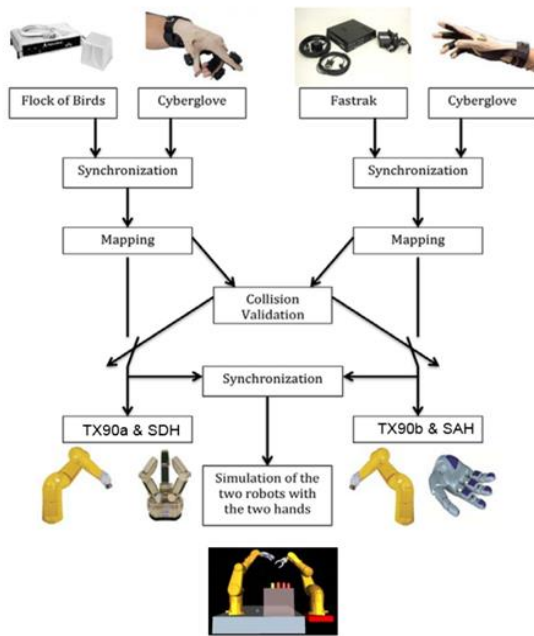 Flock of Birds
Cyberglove
Fastrak
Cyberglove
Synchronization
Synchronization
Mapping
Mapping
Collision
Validation
Synchronization
TX90a & SDH
TX90b & SAH
Simulation of the
two robots with
the two hands